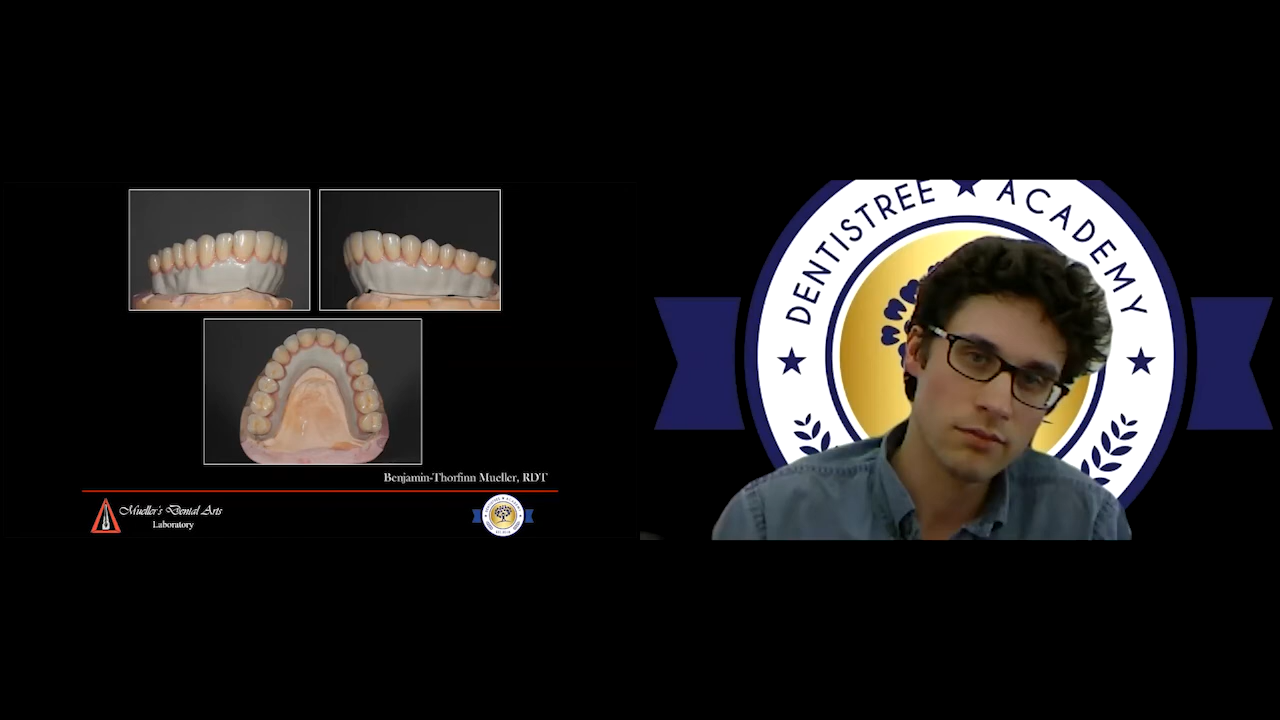 Benjamin-Thorfinn Mueller, RDT
Mueller's Dental Arts
Laboratory
DENTISTREE ACADEMY